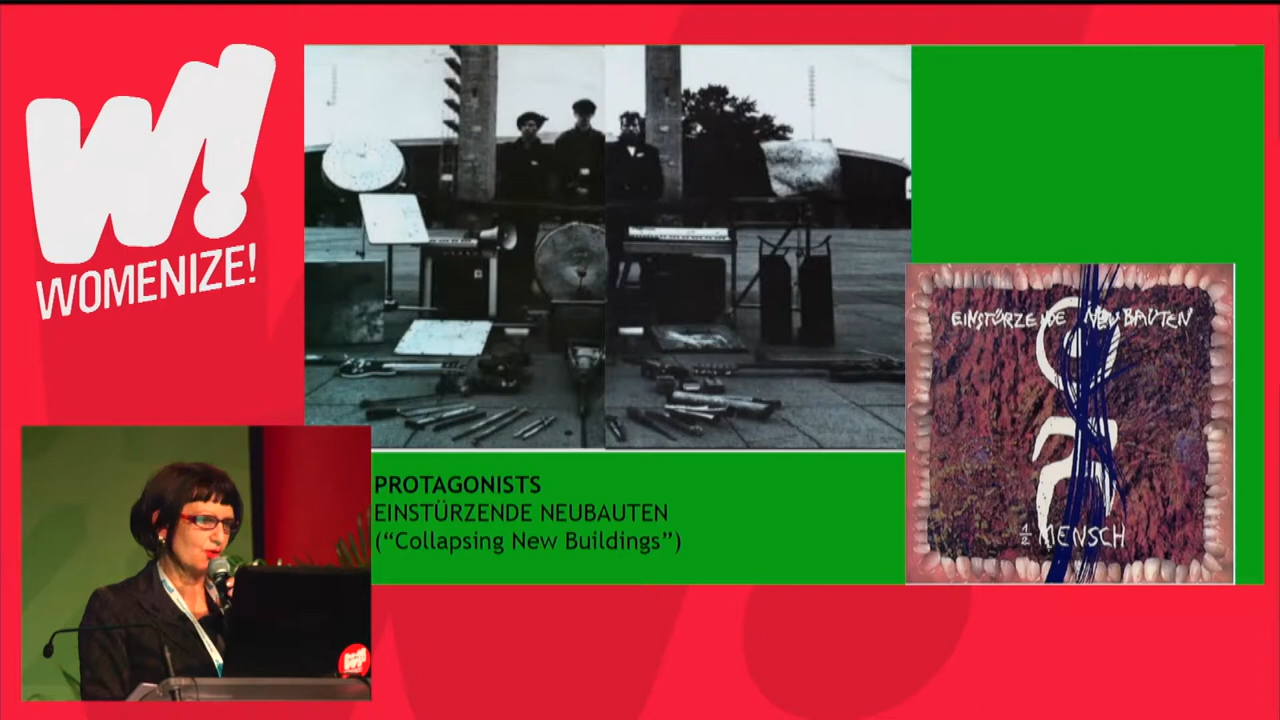 W!
WOMENIZE!
PROTAGONISTS
EINSTÜRZENDE NEUBAUTEN
(“Collapsing New Buildings”)
EINSTÜRZENDE NEUBAUTEN
½ MENSCH
W!